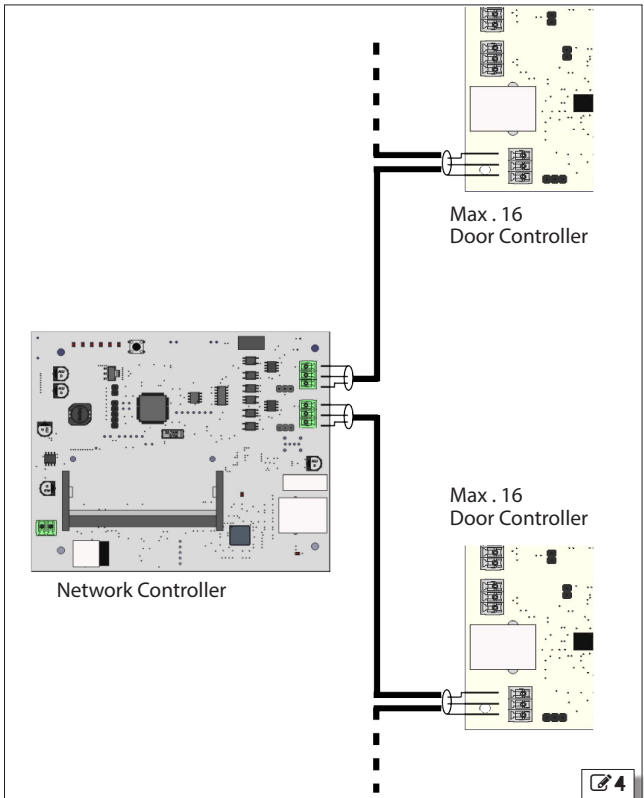 Max . 16
Door Controller
Max . 16
Door Controller
Network Controller
4